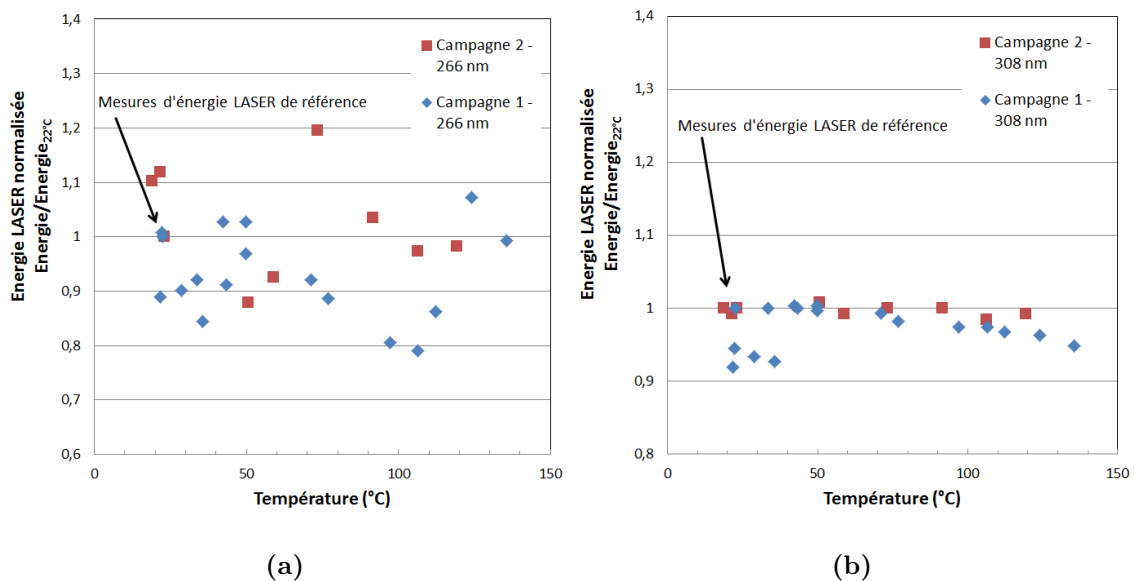 1,4
1,3
1,2
1,1
1
0,9
0,8
0,7
0,6
0
50
100
150
Energie LASER normalisée
Energie/Energie22°C
Température (°C)
Campagne 2 -
266 nm
Campagne 1 -
266 nm
Mesures d'énergie LASER de référence
(a)
1,4
1,3
1,2
1,1
1
0,9
0,8
0
50
100
150
Energie LASER normalisée
Energie/Energie22°C
Température (°C)
Campagne 2 -
308 nm
Campagne 1 -
308 nm
Mesures d'énergie LASER de référence
(b)